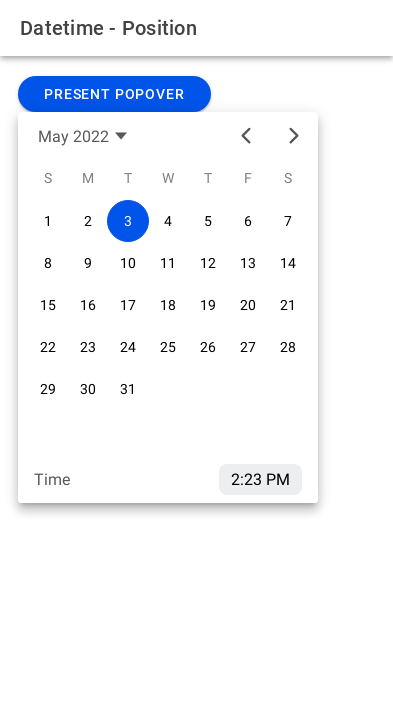 Datetime - Position
PRESENT POPOVER
May 2022
S M T W T F S
1 2 3 4 5 6 7
8 9 10 11 12 13 14
15 16 17 18 19 20 21
22 23 24 25 26 27 28
29 30 31
Time 2:23 PM